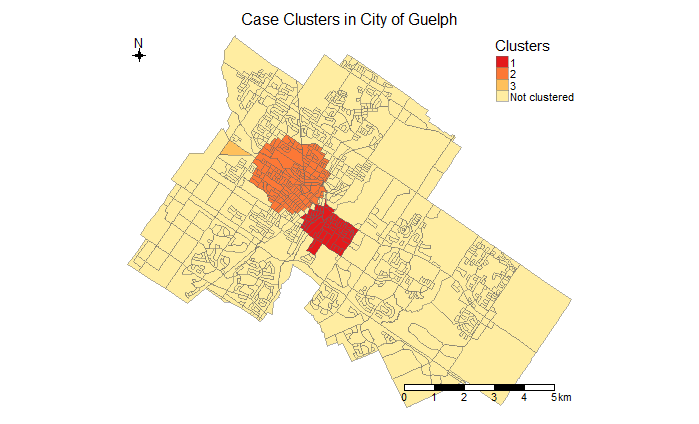 Case Clusters in City of Guelph
N
Clusters
1
2
3
Not clustered
0 1 2 3 4 5 km